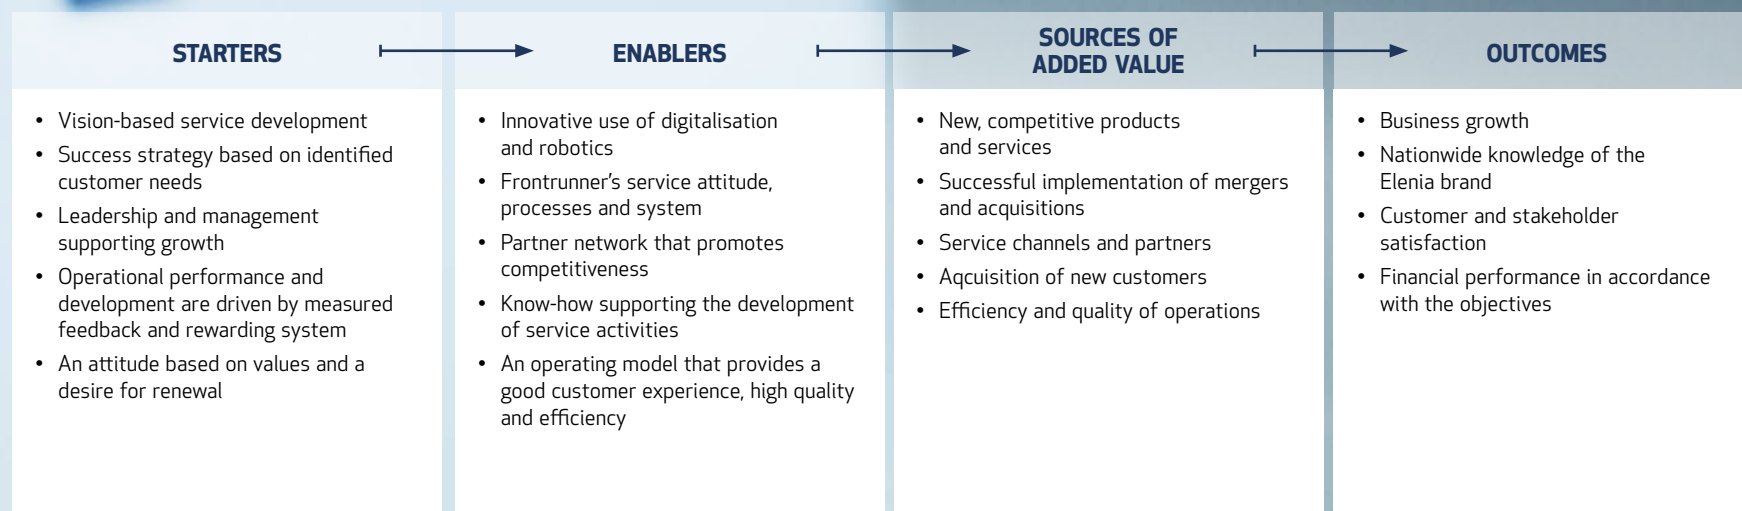 STARTERS
• Vision-based service development
• Success strategy based on identified
customer needs
• Leadership and management
supporting growth
• Operational performance and
development are driven by measured
feedback and rewarding system
• An attitude based on values and a
desire for renewal
ENABLERS
• Innovative use of digitalisation
and robotics
• Frontrunner's service attitude,
processes and system
• Partner network that promotes
competitiveness
• Know-how supporting the development
of service activities
• An operating model that provides a
good customer experience, high quality
and efficiency
SOURCES OF
ADDED VALUE
• New, competitive products
and services
• Successful implementation of mergers
and acquisitions
• Service channels and partners
• Aqcuisition of new customers
• Efficiency and quality of operations
OUTCOMES
• Business growth
• Nationwide knowledge of the
Elenia brand
• Customer and stakeholder
satisfaction
• Financial performance in accordance
with the objectives